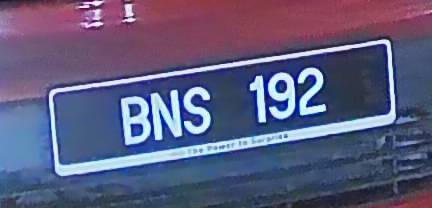 BNS 192
The Power to Surprise